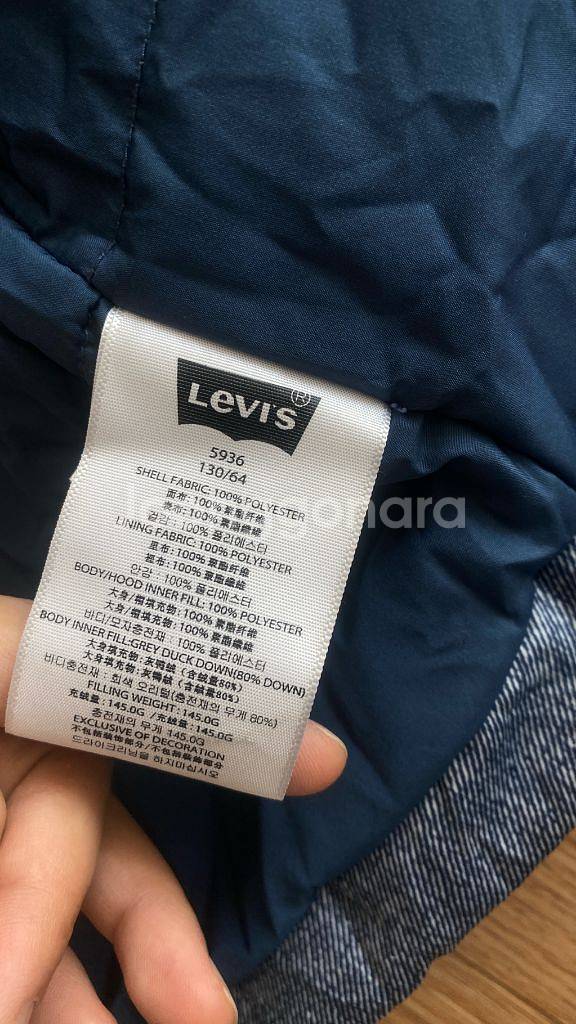 LEVI'S®
5936
130/64
SHELL FABRIC: 100% POLYESTER
面布: 100% 聚酯纤维
表布: 100% 聚酯纖維
겉감 : 100% 폴리에스터
LINING FABRIC: 100% POLYESTER
里布: 100% 聚酯纤维
裡布: 100% 聚酯纖維
안감 : 100% 폴리에스터
BODY/HOOD INNER FILL: 100% POLYESTER
大身/帽填充物: 100% 聚酯纤维
大身/帽填充物: 100% 聚酯纖維
바디/모자충전재 : 100% 폴리에스터
BODY INNER FILL:GREY DUCK DOWN(80% DOWN)
大身填充物: 灰鸭绒 (含绒量80%)
大身填充物: 灰鴨絨 (含絨量80%)
바디충전재 : 회색 오리털(충전재의 무게 80%)
FILLING WEIGHT: 145.0G
充绒量: 145.0G /充絨量: 145.0G
충전재의 무게: 145.0G
EXCLUSIVE OF DECORATION
不包括装饰部分/不包括裝飾部分
드라이크리닝을 하지마십시오